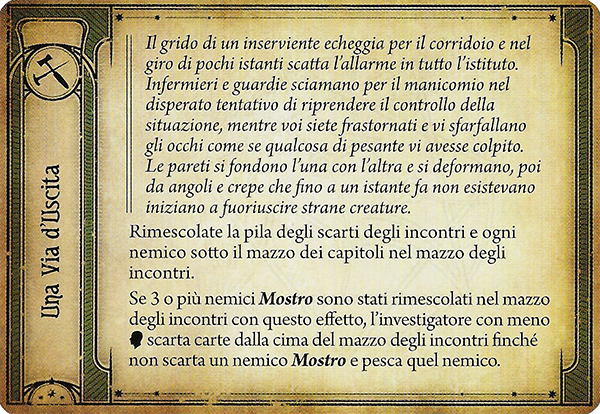 Una Via d'Uscita
Il grido di un inserviente echeggia per il corridoio e nel
giro di pochi istanti scatta l'allarme in tutto l'istituto.
Infermieri e guardie sciamano per il manicomio nel
disperato tentativo di riprendere il controllo della
situazione, mentre voi siete frastornati e vi sfarfallano
gli occhi come se qualcosa di pesante vi avesse colpito.
Le pareti si fondono l'una con l'altra e si deformano, poi
da angoli e crepe che fino a un istante fa non esistevano
iniziano a fuoriuscire strane creature.
Rimescolate la pila degli scarti degli incontri e ogni
nemico sotto il mazzo dei capitoli nel mazzo degli
incontri.
Se 3 o più nemici Mostro sono stati rimescolati nel mazzo
degli incontri con questo effetto, l'investigatore con meno
scarta carte dalla cima del mazzo degli incontri finché
non scarta un nemico Mostro e pesca quel nemico.